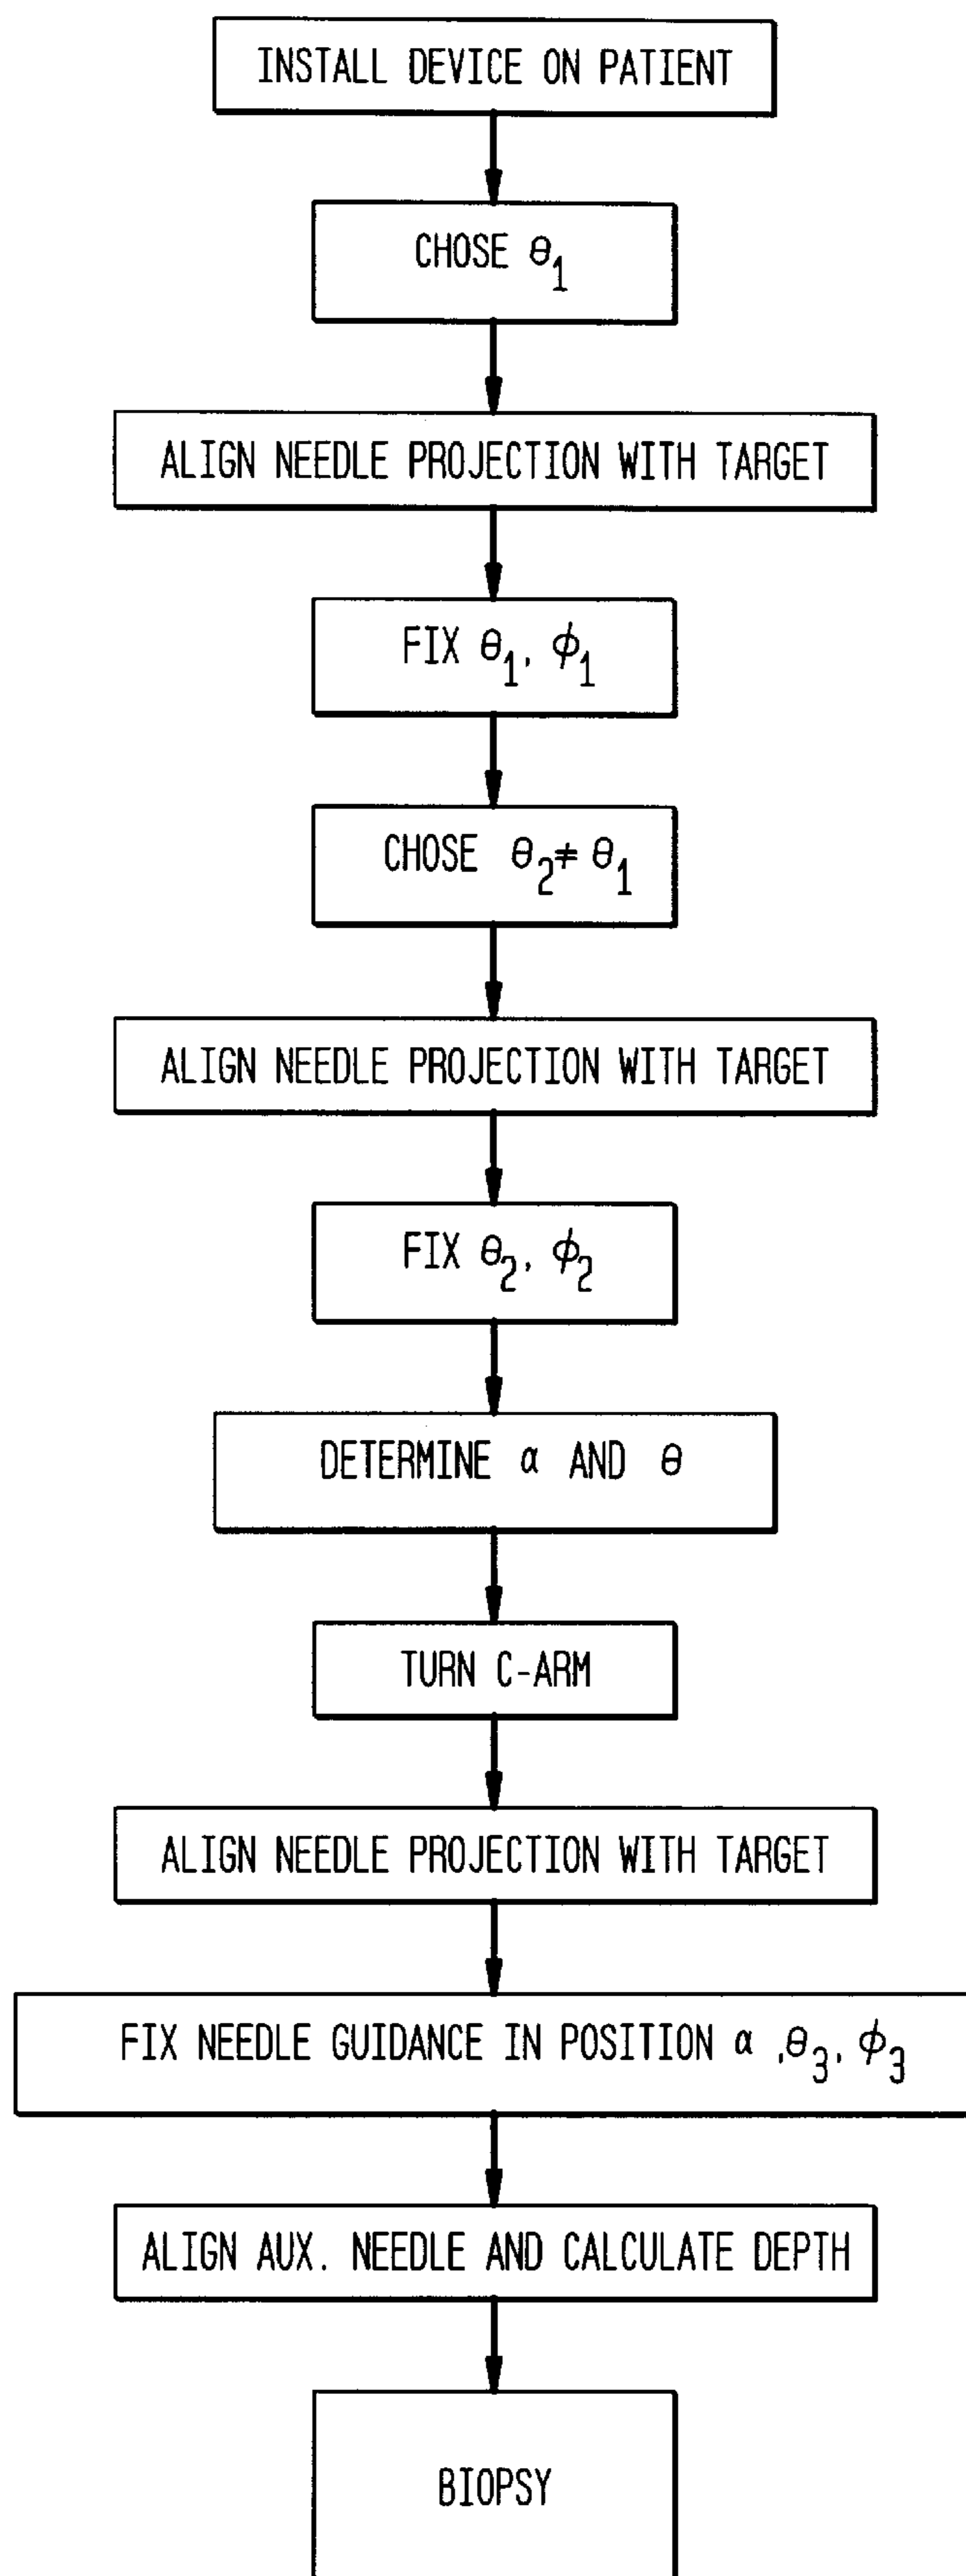 INSTALL DEVICE ON PATIENT
CHOSE θ₁
ALIGN NEEDLE PROJECTION WITH TARGET
FIX θ₁, ϕ₁
CHOSE θ₂≠ θ₁
ALIGN NEEDLE PROJECTION WITH TARGET
FIX θ₂, ϕ₂
DETERMINE α AND θ
TURN C-ARM
ALIGN NEEDLE PROJECTION WITH TARGET
FIX NEEDLE GUIDANCE IN POSITION α ,θ₃, ϕ₃
ALIGN AUX. NEEDLE AND CALCULATE DEPTH
BIOPSY